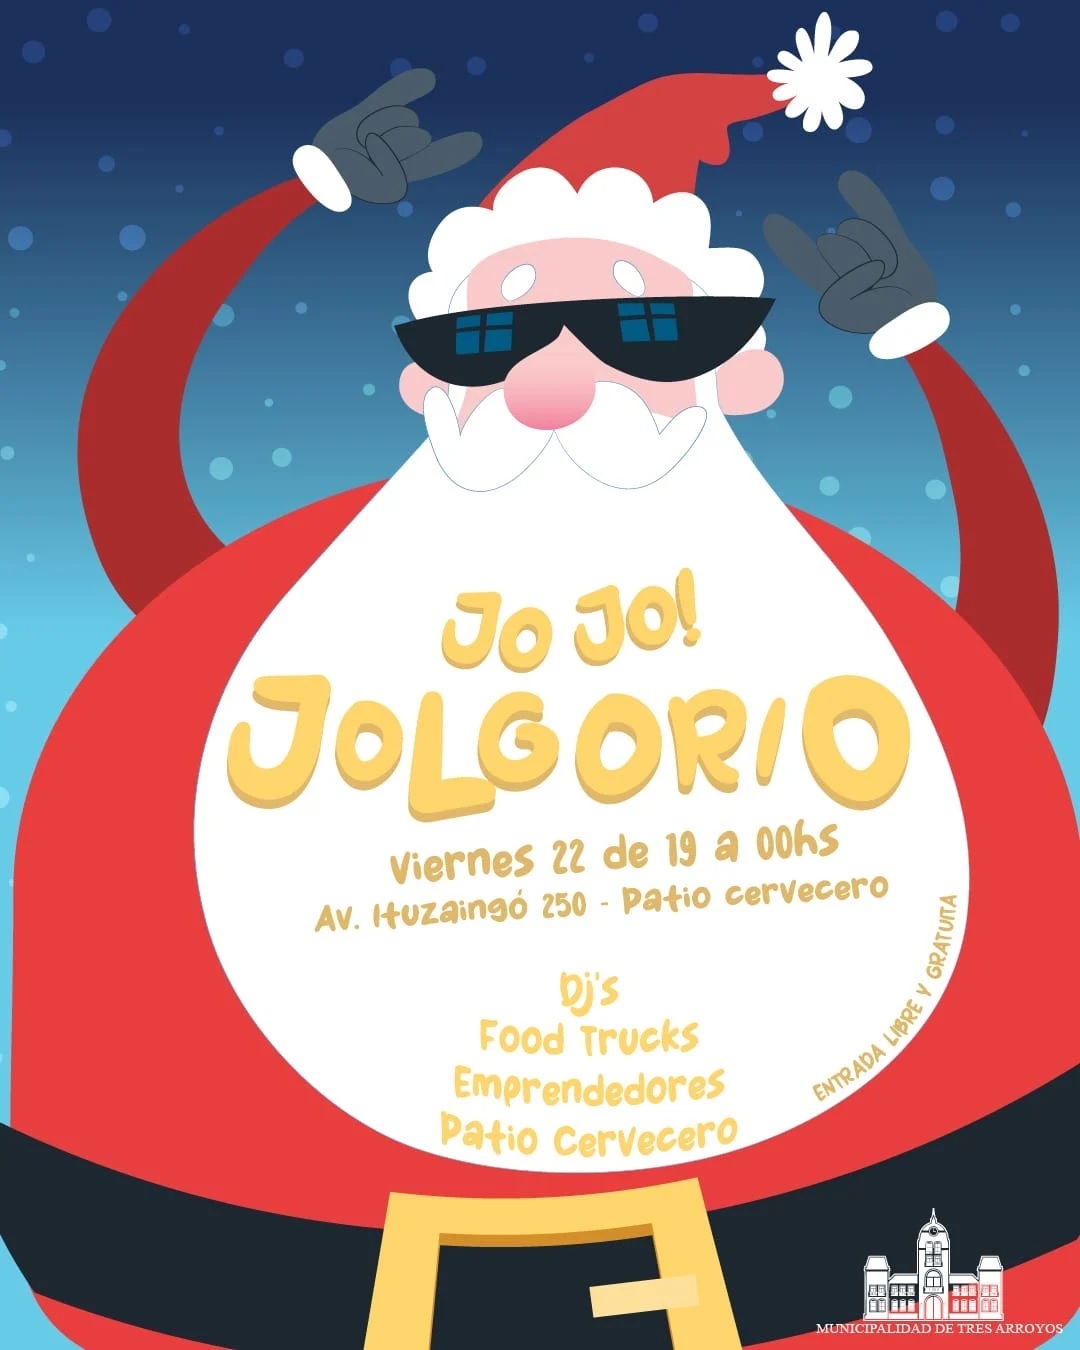 Jo Jo!
JOLGORIO
Viernes 22 de 19 a 00hs
Av. Ituzaingó 250 - Patio cervecero
Dj's
Food Trucks
Emprendedores
Patio Cervecero
ENTRADA LIBRE Y GRATUITA
MUNICIPALIDAD DE TRES ARROYOS